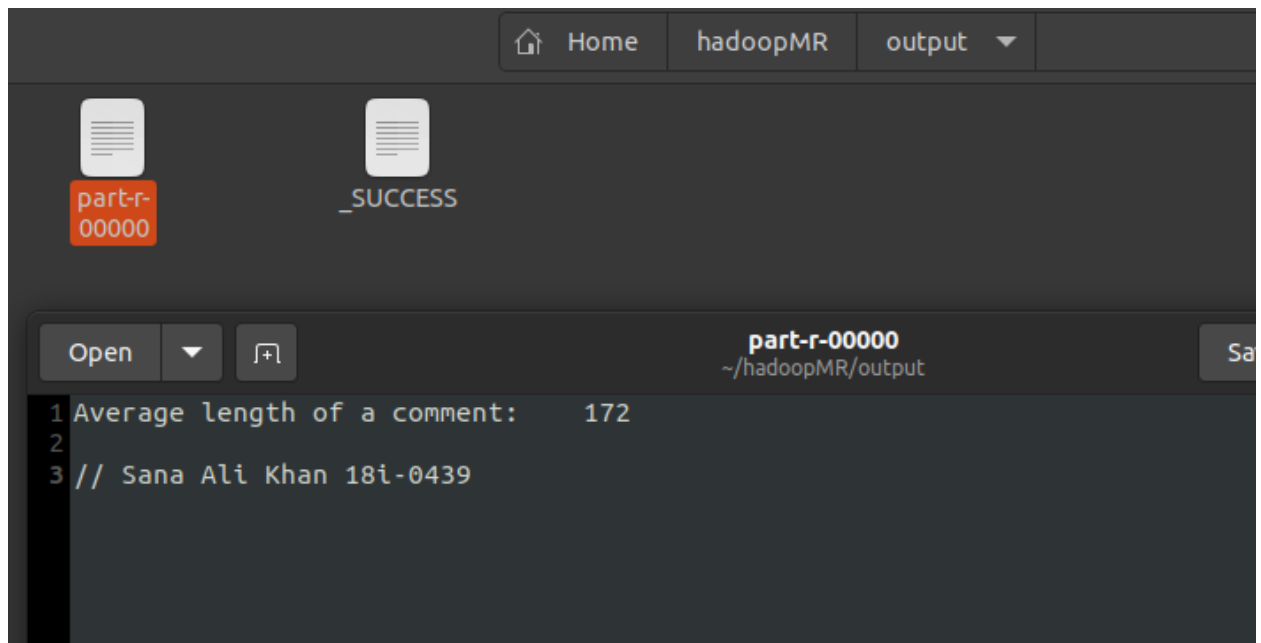 Home hadoopMR output
part-r-
00000
_SUCCESS
Open
part-r-00000
~/hadoopMR/output
1 Average length of a comment: 172
2
3 // Sana Ali Khan 18i-0439